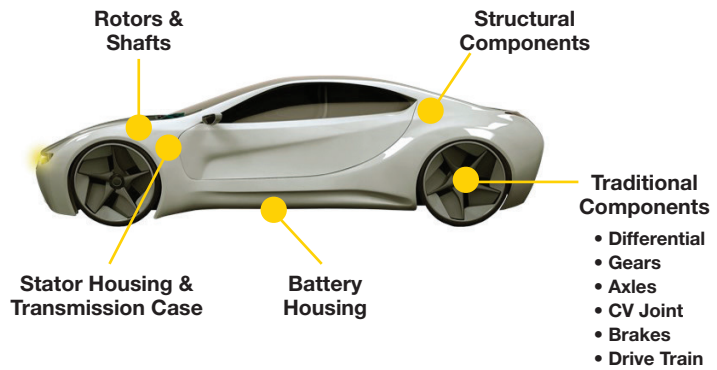 Rotors &
Shafts
Structural
Components
Traditional
Components
• Differential
• Gears
• Axles
• CV Joint
• Brakes
• Drive Train
Stator Housing &
Transmission Case
Battery
Housing